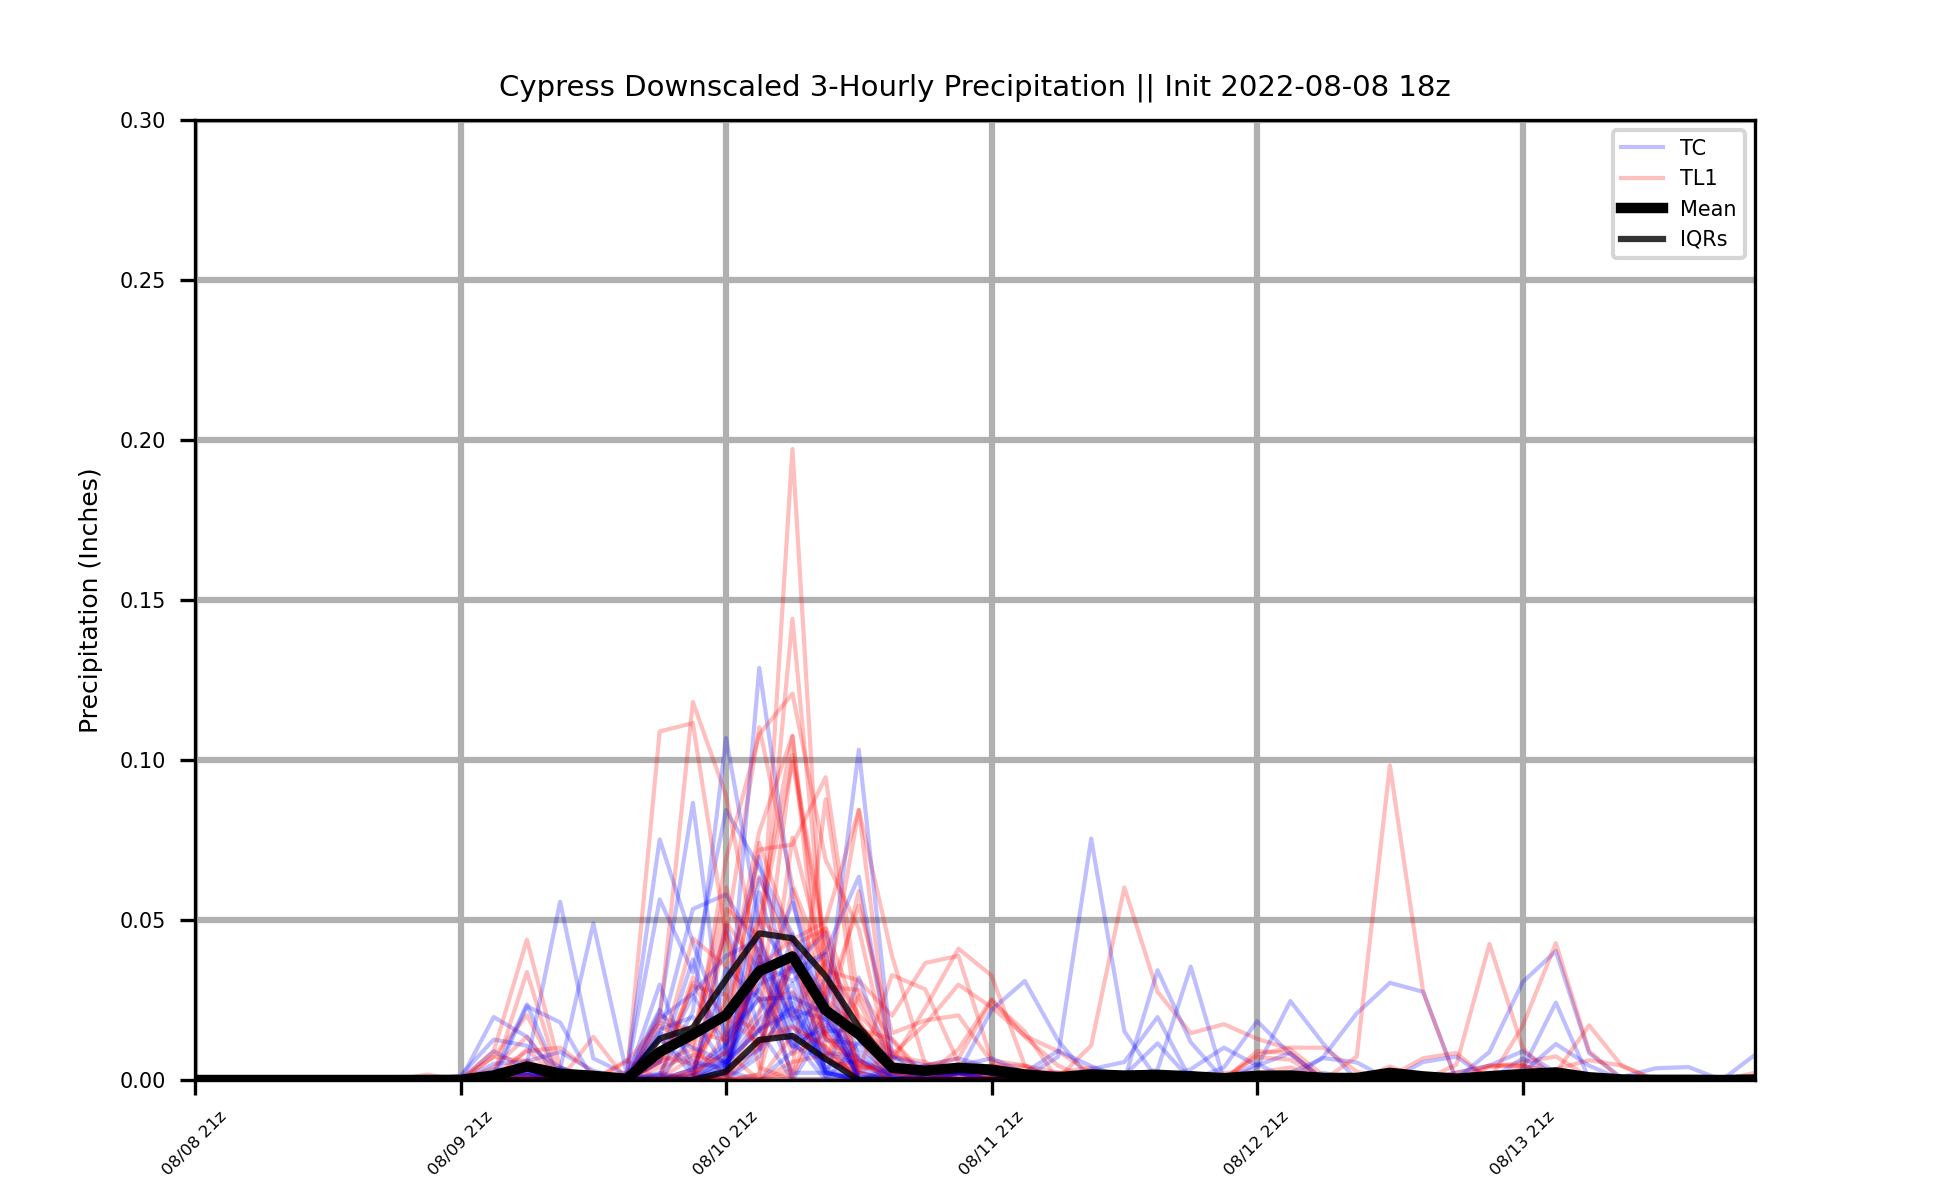 Cypress Downscaled 3-Hourly Precipitation || Init 2022-08-08 18z
Precipitation (Inches)
0.30
0.25
0.20
0.15
0.10
0.05
0.00
TC
TL1
Mean
IQRs
08/08 21z
08/09 21z
08/10 21z
08/11 21z
08/12 21z
08/13 21z